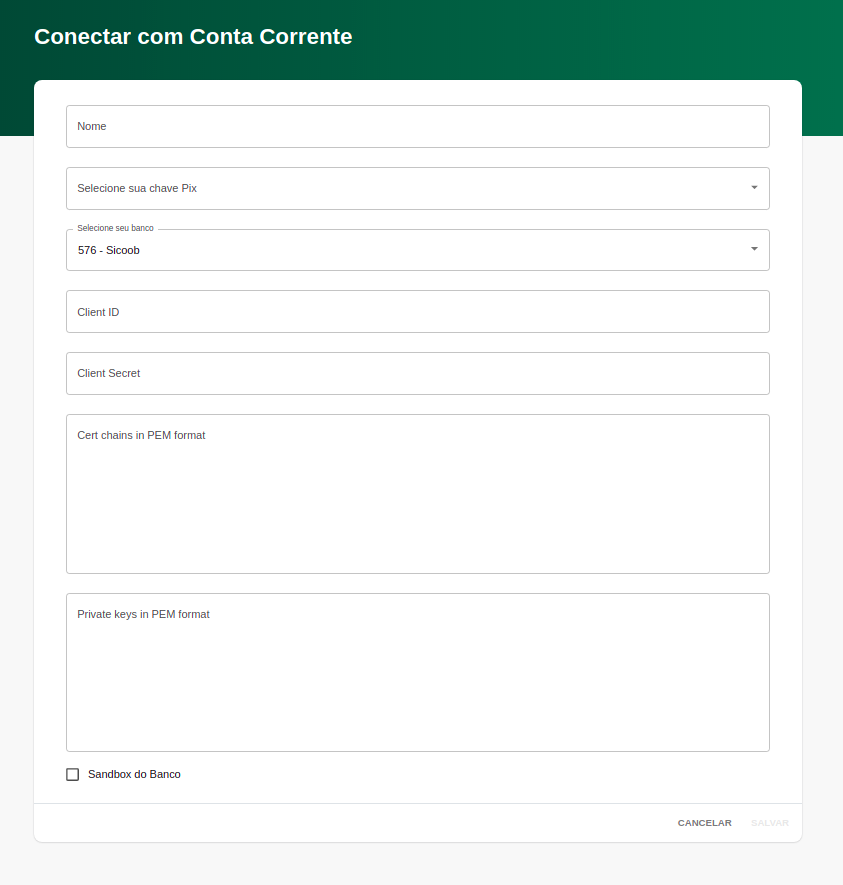 Conectar com Conta Corrente
Nome
Selecione sua chave Pix
Selecione seu banco
576 - Sicoob
Client ID
Client Secret
Cert chains in PEM format
Private keys in PEM format
Sandbox do Banco
CANCELAR SALVAR